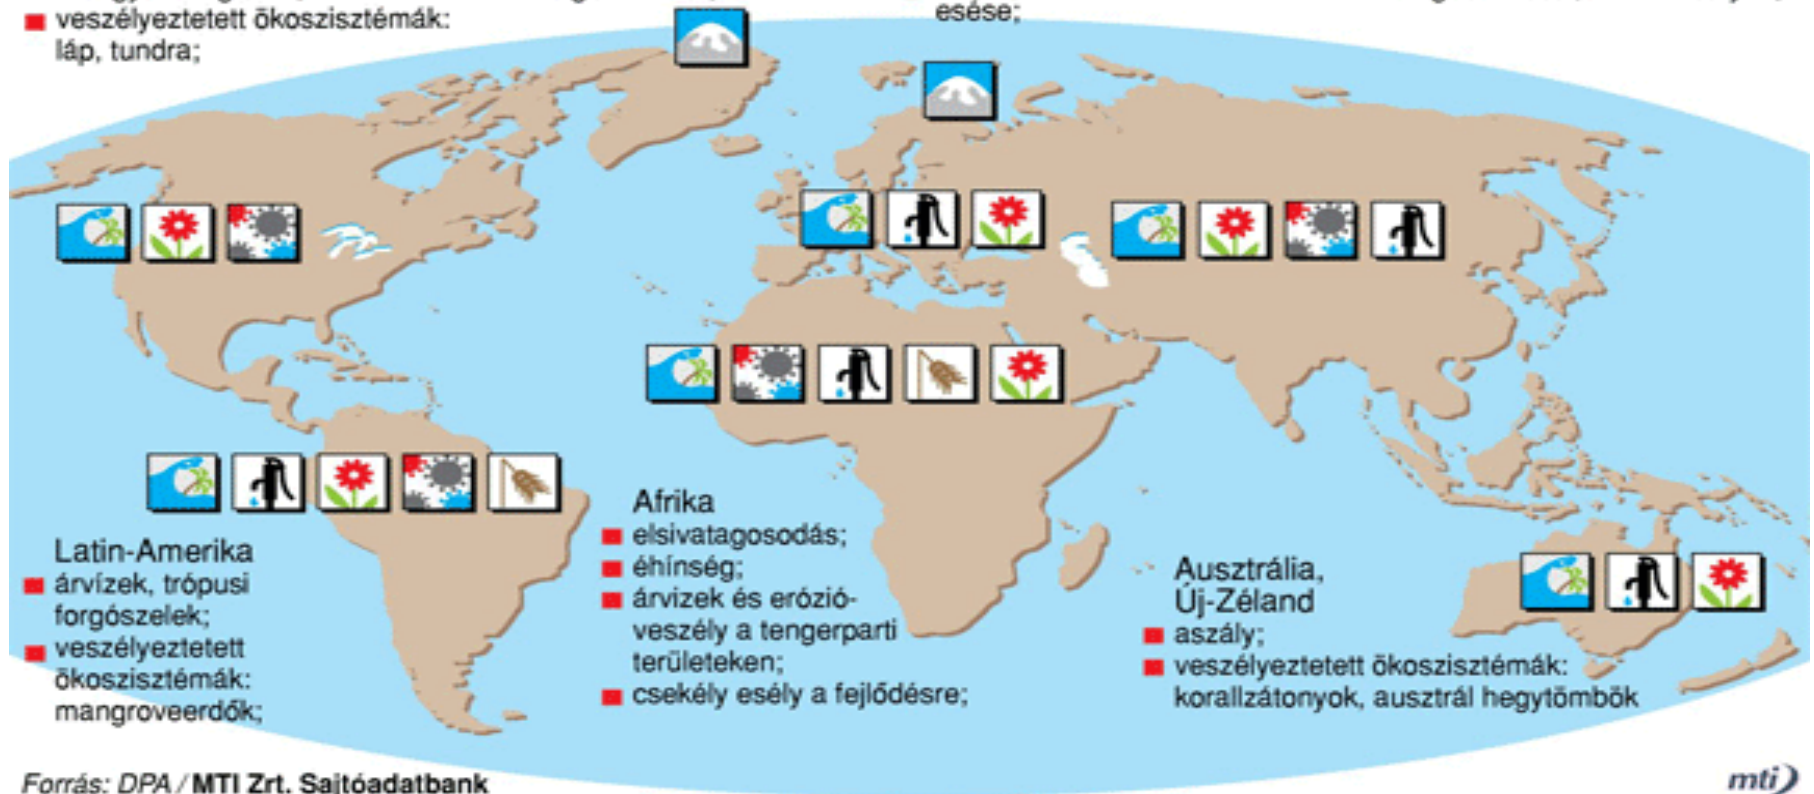 veszélyeztetett ökoszisztémák:
láp, tundra;
esése;
Latin-Amerika
árvízek, trópusi
forgószelek;
veszélyeztetett
ökoszisztémák:
mangroveerdők;
Afrika
elsivatagosodás;
éhínség;
árvizek és erózió-
veszély a tengerparti
területeken;
csekély esély a fejlődésre;
Ausztrália,
Új-Zéland
aszály;
veszélyeztetett ökoszisztémák:
korallzátonyok, ausztrál hegytömbök
Forrás: DPA / MTI Zrt. Sajtóadatbank
mti